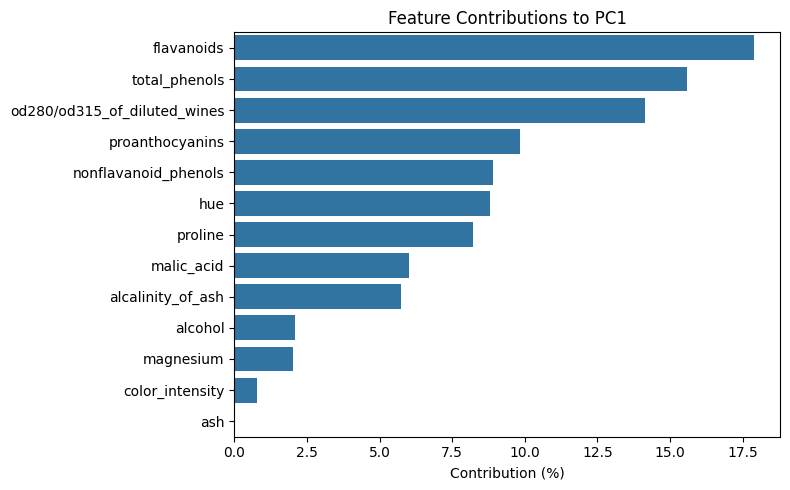 Feature Contributions to PC1
flavanoids
total_phenols
od280/od315_of_diluted_wines
proanthocyanins
nonflavanoid_phenols
hue
proline
malic_acid
alcalinity_of_ash
alcohol
magnesium
color_intensity
ash
0.0 2.5 5.0 7.5 10.0 12.5 15.0 17.5
Contribution (%)